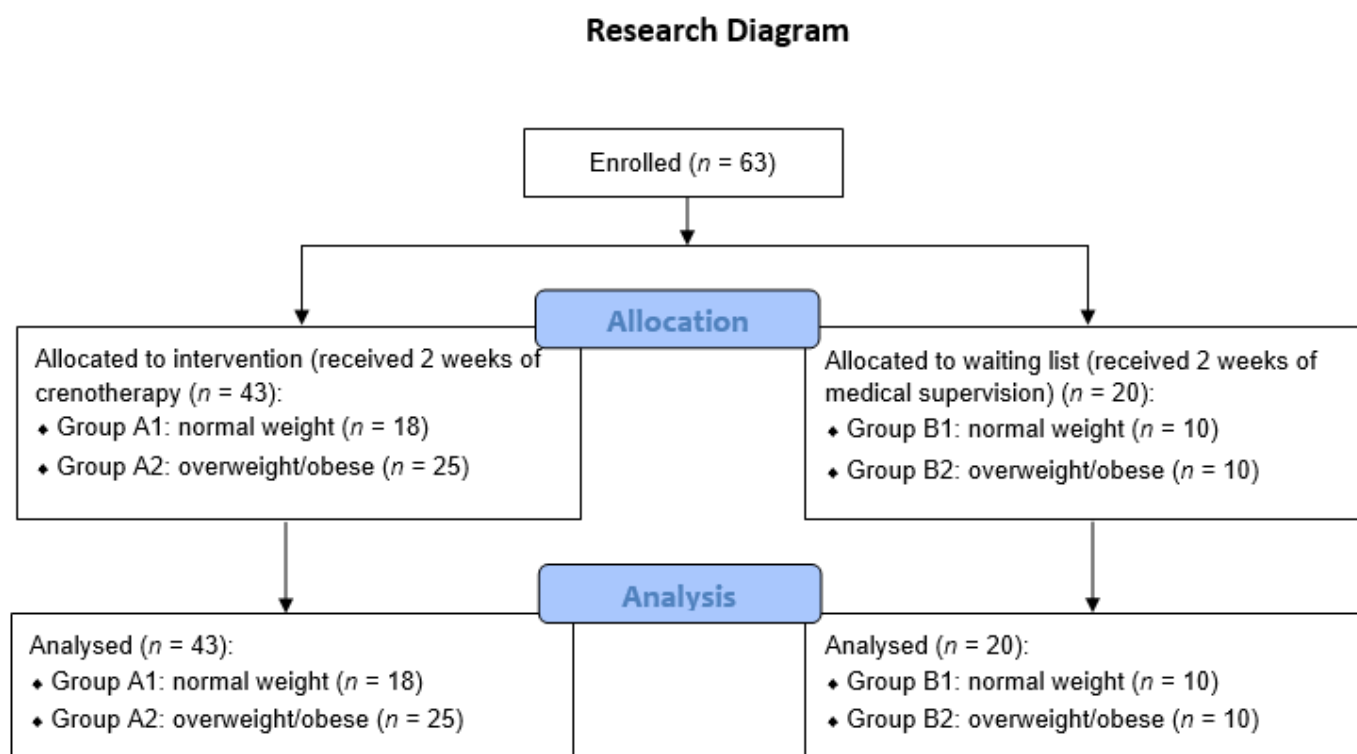 Research Diagram
Enrolled (n = 63)
Allocation
Allocated to intervention (received 2 weeks of
crenotherapy (n = 43):
⬥ Group A1: normal weight (n = 18)
⬥ Group A2: overweight/obese (n = 25)
Allocated to waiting list (received 2 weeks of
medical supervision) (n = 20):
⬥ Group B1: normal weight (n = 10)
⬥ Group B2: overweight/obese (n = 10)
Analysis
Analysed (n = 43):
⬥ Group A1: normal weight (n = 18)
⬥ Group A2: overweight/obese (n = 25)
Analysed (n = 20):
⬥ Group B1: normal weight (n = 10)
⬥ Group B2: overweight/obese (n = 10)